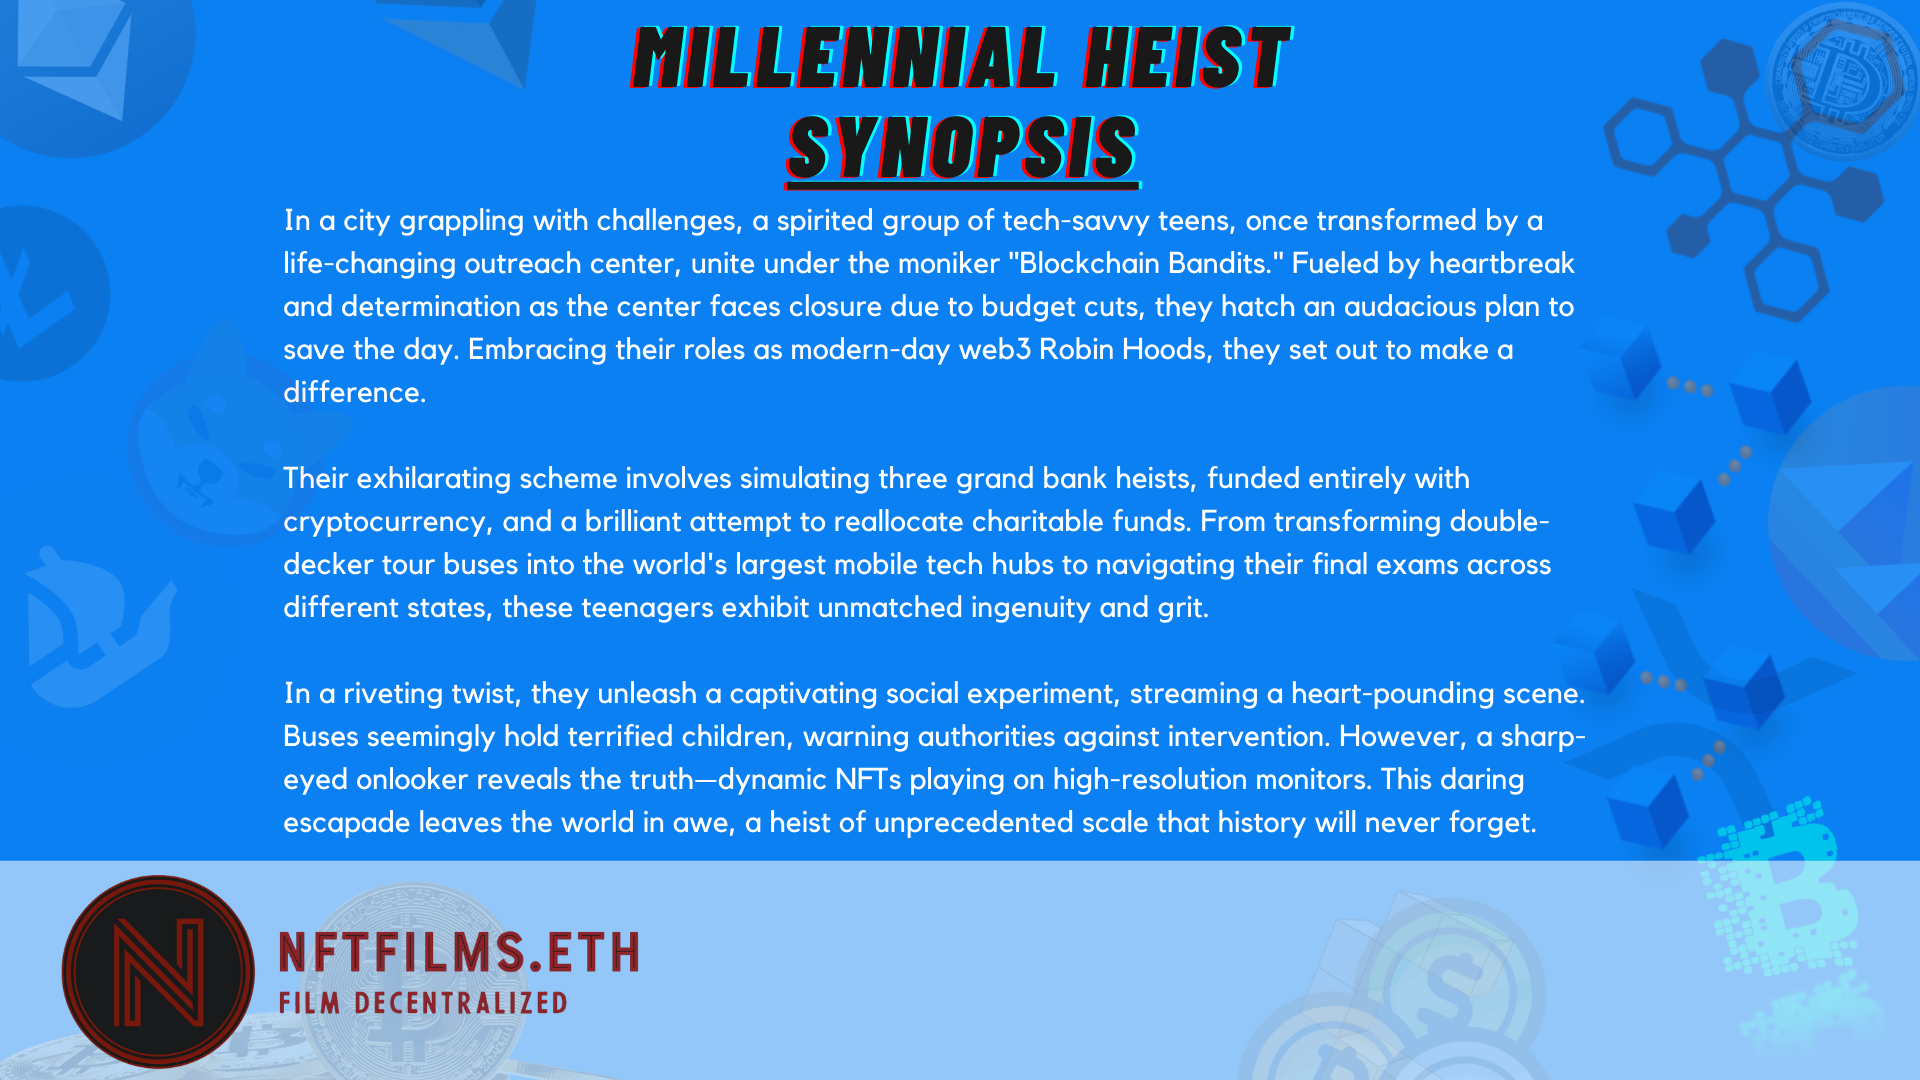 MILLENNIAL HEIST
SYNOPSIS
In a city grappling with challenges, a spirited group of tech-savvy teens, once transformed by a
life-changing outreach center, unite under the moniker "Blockchain Bandits." Fueled by heartbreak
and determination as the center faces closure due to budget cuts, they hatch an audacious plan to
save the day. Embracing their roles as modern-day web3 Robin Hoods, they set out to make a
difference.
Their exhilarating scheme involves simulating three grand bank heists, funded entirely with
cryptocurrency, and a brilliant attempt to reallocate charitable funds. From transforming double-
decker tour buses into the world's largest mobile tech hubs to navigating their final exams across
different states, these teenagers exhibit unmatched ingenuity and grit.
In a riveting twist, they unleash a captivating social experiment, streaming a heart-pounding scene.
Buses seemingly hold terrified children, warning authorities against intervention. However, a sharp-
eyed onlooker reveals the truth—dynamic NFTs playing on high-resolution monitors. This daring
escapade leaves the world in awe, a heist of unprecedented scale that history will never forget.
N
NFTFILMS.ETH
FILM DECENTRALIZED